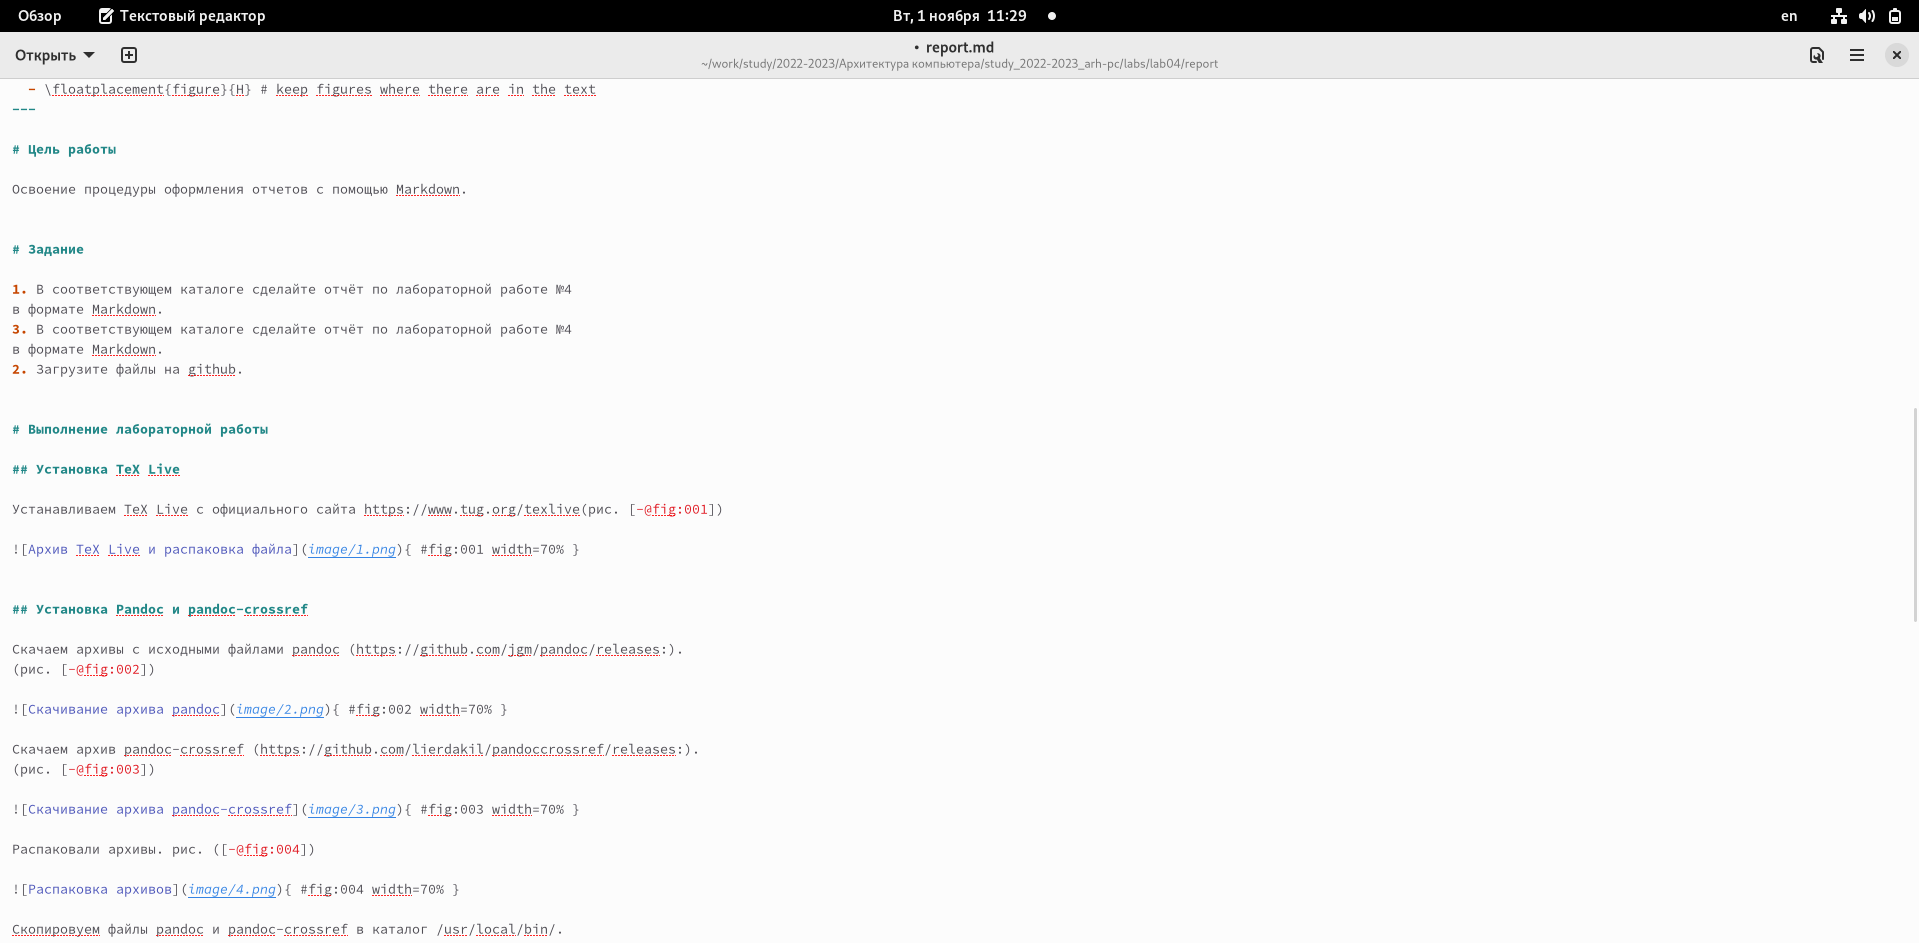 Обзор Текстовый редактор Вт, 1 ноября 11:29 en
Открыть • report.md
~/work/study/2022-2023/Архитектура компьютера/study_2022-2023_arh-pc/labs/lab04/report
- \floatplacement{figure}{H} # keep figures where there are in the text
---
# Цель работы
Освоение процедуры оформления отчетов с помощью Markdown.
# Задание
1. В соответствующем каталоге сделайте отчёт по лабораторной работе №4
в формате Markdown.
3. В соответствующем каталоге сделайте отчёт по лабораторной работе №4
в формате Markdown.
2. Загрузите файлы на github.
# Выполнение лабораторной работы
## Установка TeX Live
Устанавливаем TeX Live с официального сайта https://www.tug.org/texlive(рис. [-@fig:001])
![Архив TeX Live и распаковка файла](image/1.png){ #fig:001 width=70% }
## Установка Pandoc и pandoc-crossref
Скачаем архивы с исходными файлами pandoc (https://github.com/jgm/pandoc/releases:).
(рис. [-@fig:002])
![Скачивание архива pandoc](image/2.png){ #fig:002 width=70% }
Скачаем архив pandoc-crossref (https://github.com/lierdakil/pandoccrossref/releases:).
(рис. [-@fig:003])
![Скачивание архива pandoc-crossref](image/3.png){ #fig:003 width=70% }
Распаковали архивы. рис. ([-@fig:004])
![Распаковка архивов](image/4.png){ #fig:004 width=70% }
Скопируем файлы pandoc и pandoc-crossref в каталог /usr/local/bin/.